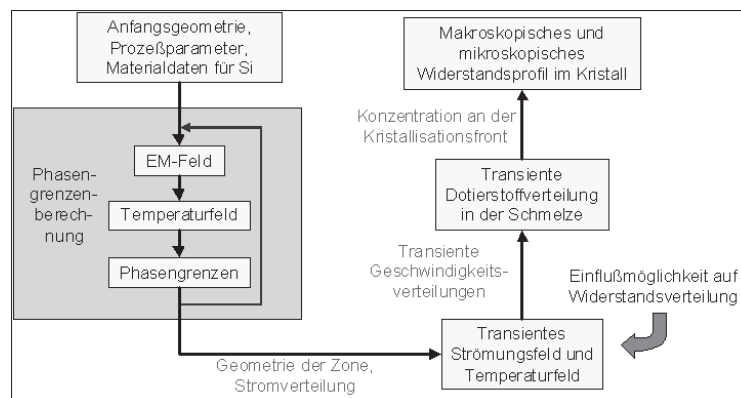 Anfangsgeometrie,
Prozeßparameter,
Materialdaten für Si
Phasen-
grenzen-
berech-
nung
EM-Feld
Temperaturfeld
Phasengrenzen
Geometrie der Zone,
Stromverteilung
Transientes
Strömungsfeld und
Temperaturfeld
Einflußmöglichkeit auf
Widerstandsverteilung
Transiente
Geschwindigkeits-
verteilungen
Transiente
Dotierstoffverteilung
in der Schmelze
Konzentration an der
Kristallisationsfront
Makroskopisches und
mikroskopisches
Widerstandsprofil im Kristall